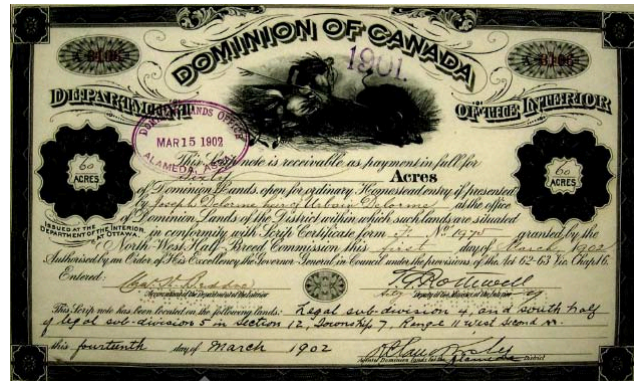 DOMINION OF CANADA
1901.
DEPARTMENT OF THE INTERIOR
DOMINION LANDS OFFICE
MAR 15 1902
ALAMEDA, ASSA
60
ACRES
60
ACRES
This Scrip note is receivable as payment in full for
Sixty Acres
of Dominion Lands, open for ordinary Homestead entry if presented
by Joseph Delorme heir of Urbain Delorme at the office
of Dominion Lands of the District within which such lands are situated
ISSUED AT THE DEPARTMENT OF THE INTERIOR AT OTTAWA.
in conformity with Scrip Certificate form No 1975 granted by the
North West Half Breed Commission this first day of March 1902
Authorised by an Order of His Excellency the Governor General in Council under the provisions of the Act 62-63 Vic. Chap 16.
Entered:
This Scrip note has been located on the following lands: Legal sub-division 4, and south half
of legal sub-division 5 in Section 12, Township 7, Range 11 west second m.
this fourteenth day of March 1902